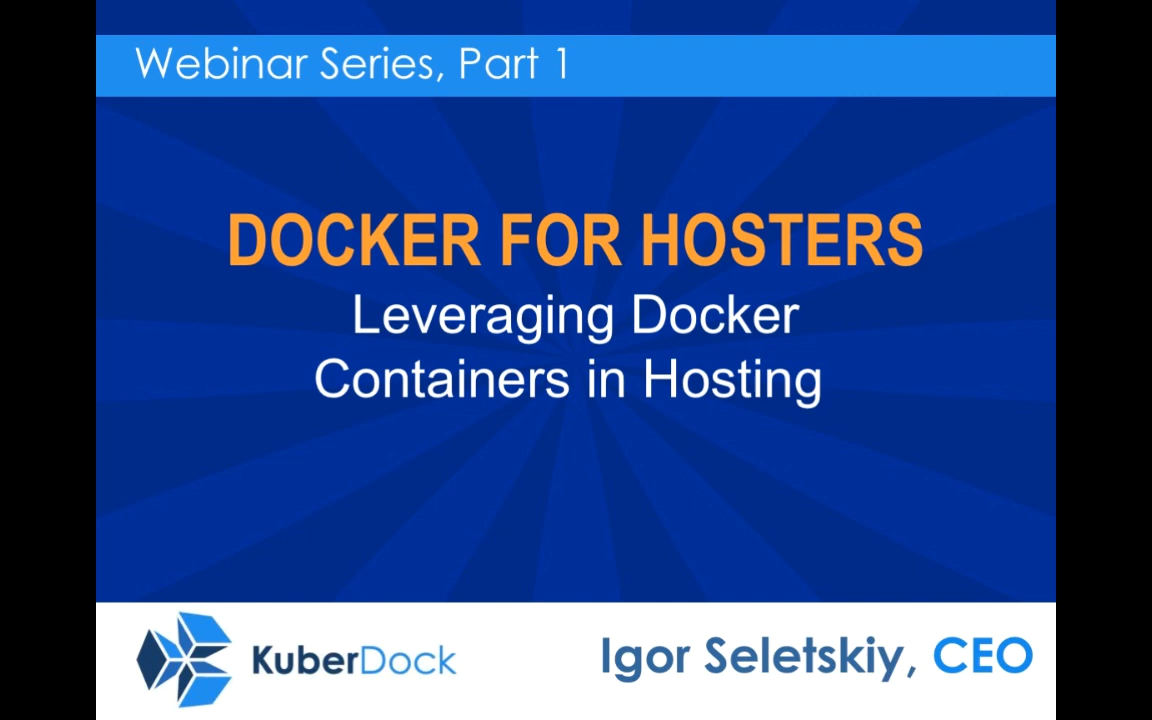 Webinar Series, Part 1
DOCKER FOR HOSTERS
Leveraging Docker
Containers in Hosting
KuberDock
Igor Seletskiy, CEO